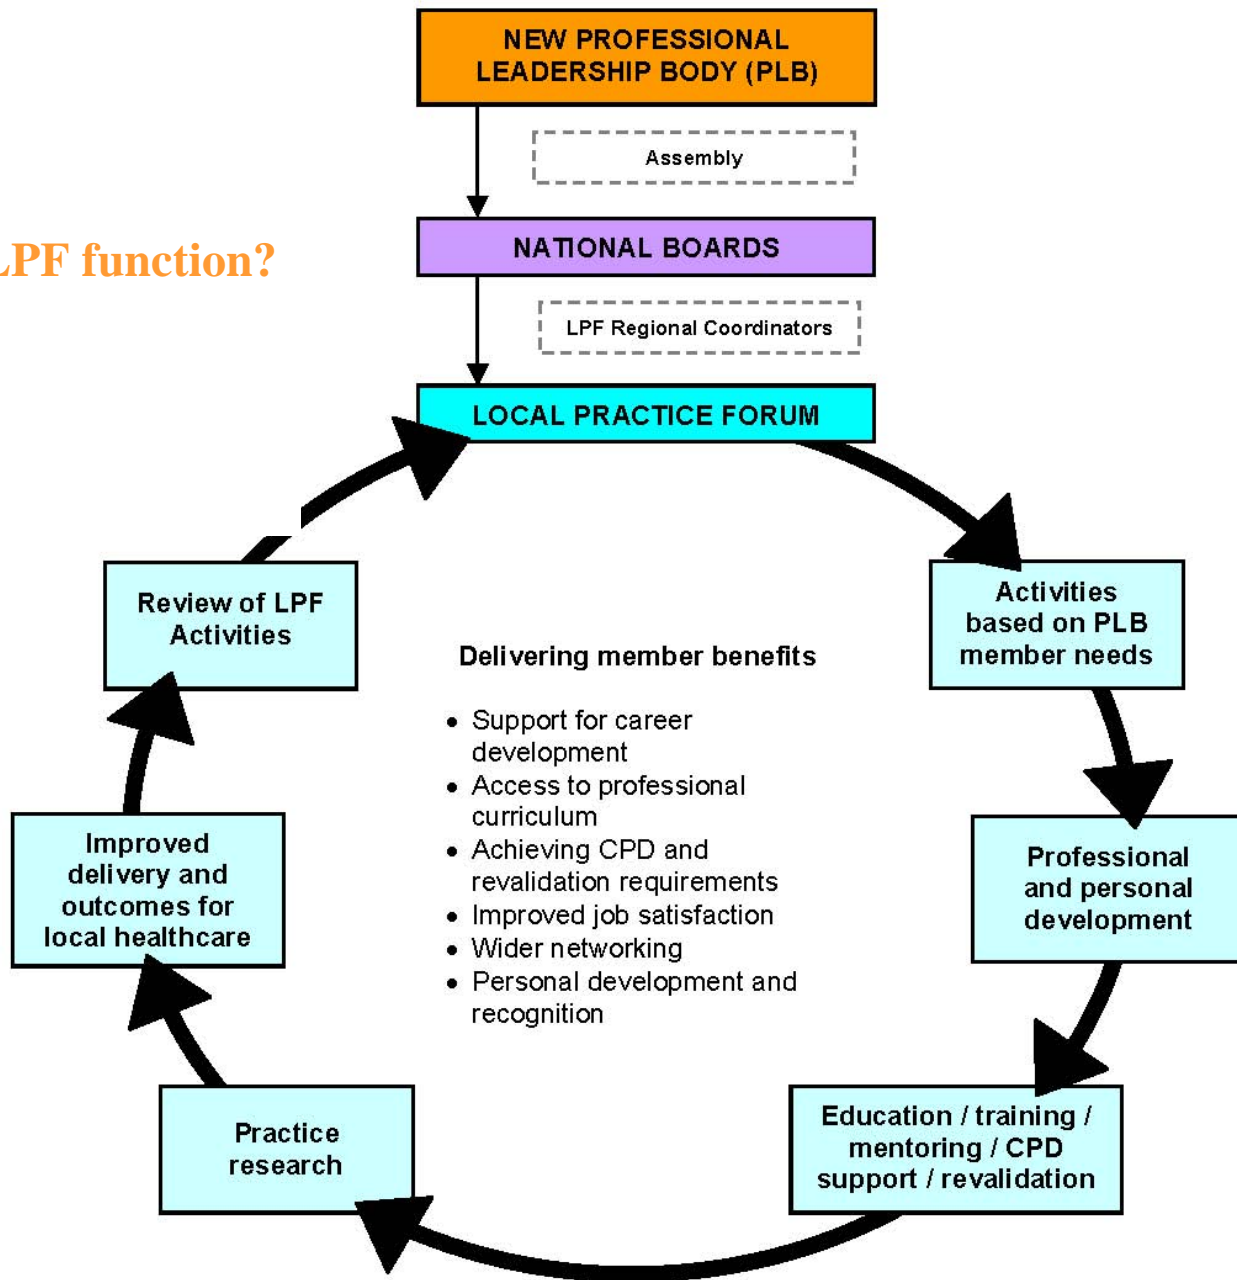 NEW PROFESSIONAL
LEADERSHIP BODY (PLB)
Assembly
NATIONAL BOARDS
LPF function?
LPF Regional Coordinators
LOCAL PRACTICE FORUM
Review of LPF
Activities
Activities
based on PLB
member needs
Delivering member benefits
• Support for career
development
• Access to professional
curriculum
• Achieving CPD and
revalidation requirements
• Improved job satisfaction
• Wider networking
• Personal development and
recognition
Improved
delivery and
outcomes for
local healthcare
Professional
and personal
development
Practice
research
Education / training /
mentoring / CPD
support / revalidation